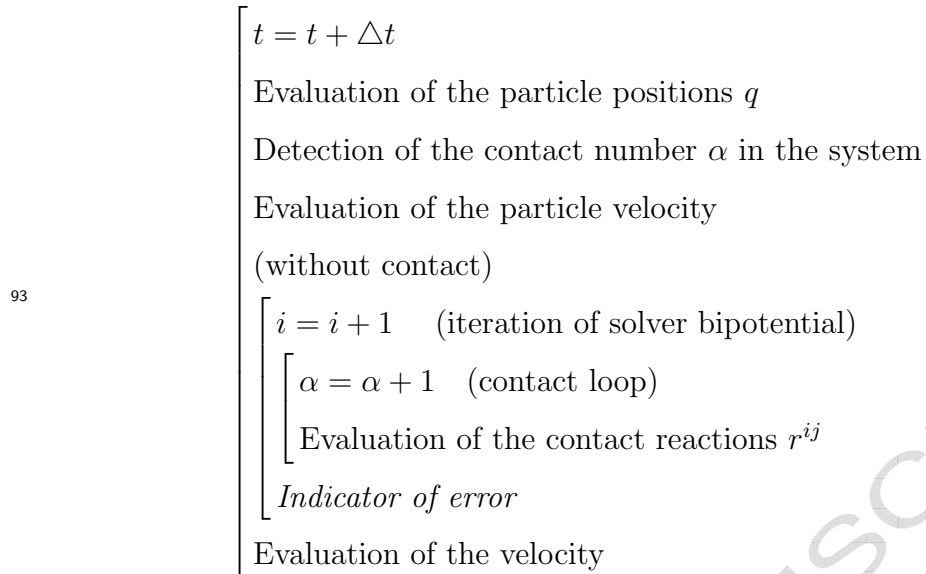 t = t + △t
Evaluation of the particle positions q
Detection of the contact number α in the system
Evaluation of the particle velocity
(without contact)
93
i = i + 1 (iteration of solver bipotential)
α = α + 1 (contact loop)
Evaluation of the contact reactions r^{ij}
Indicator of error
Evaluation of the velocity